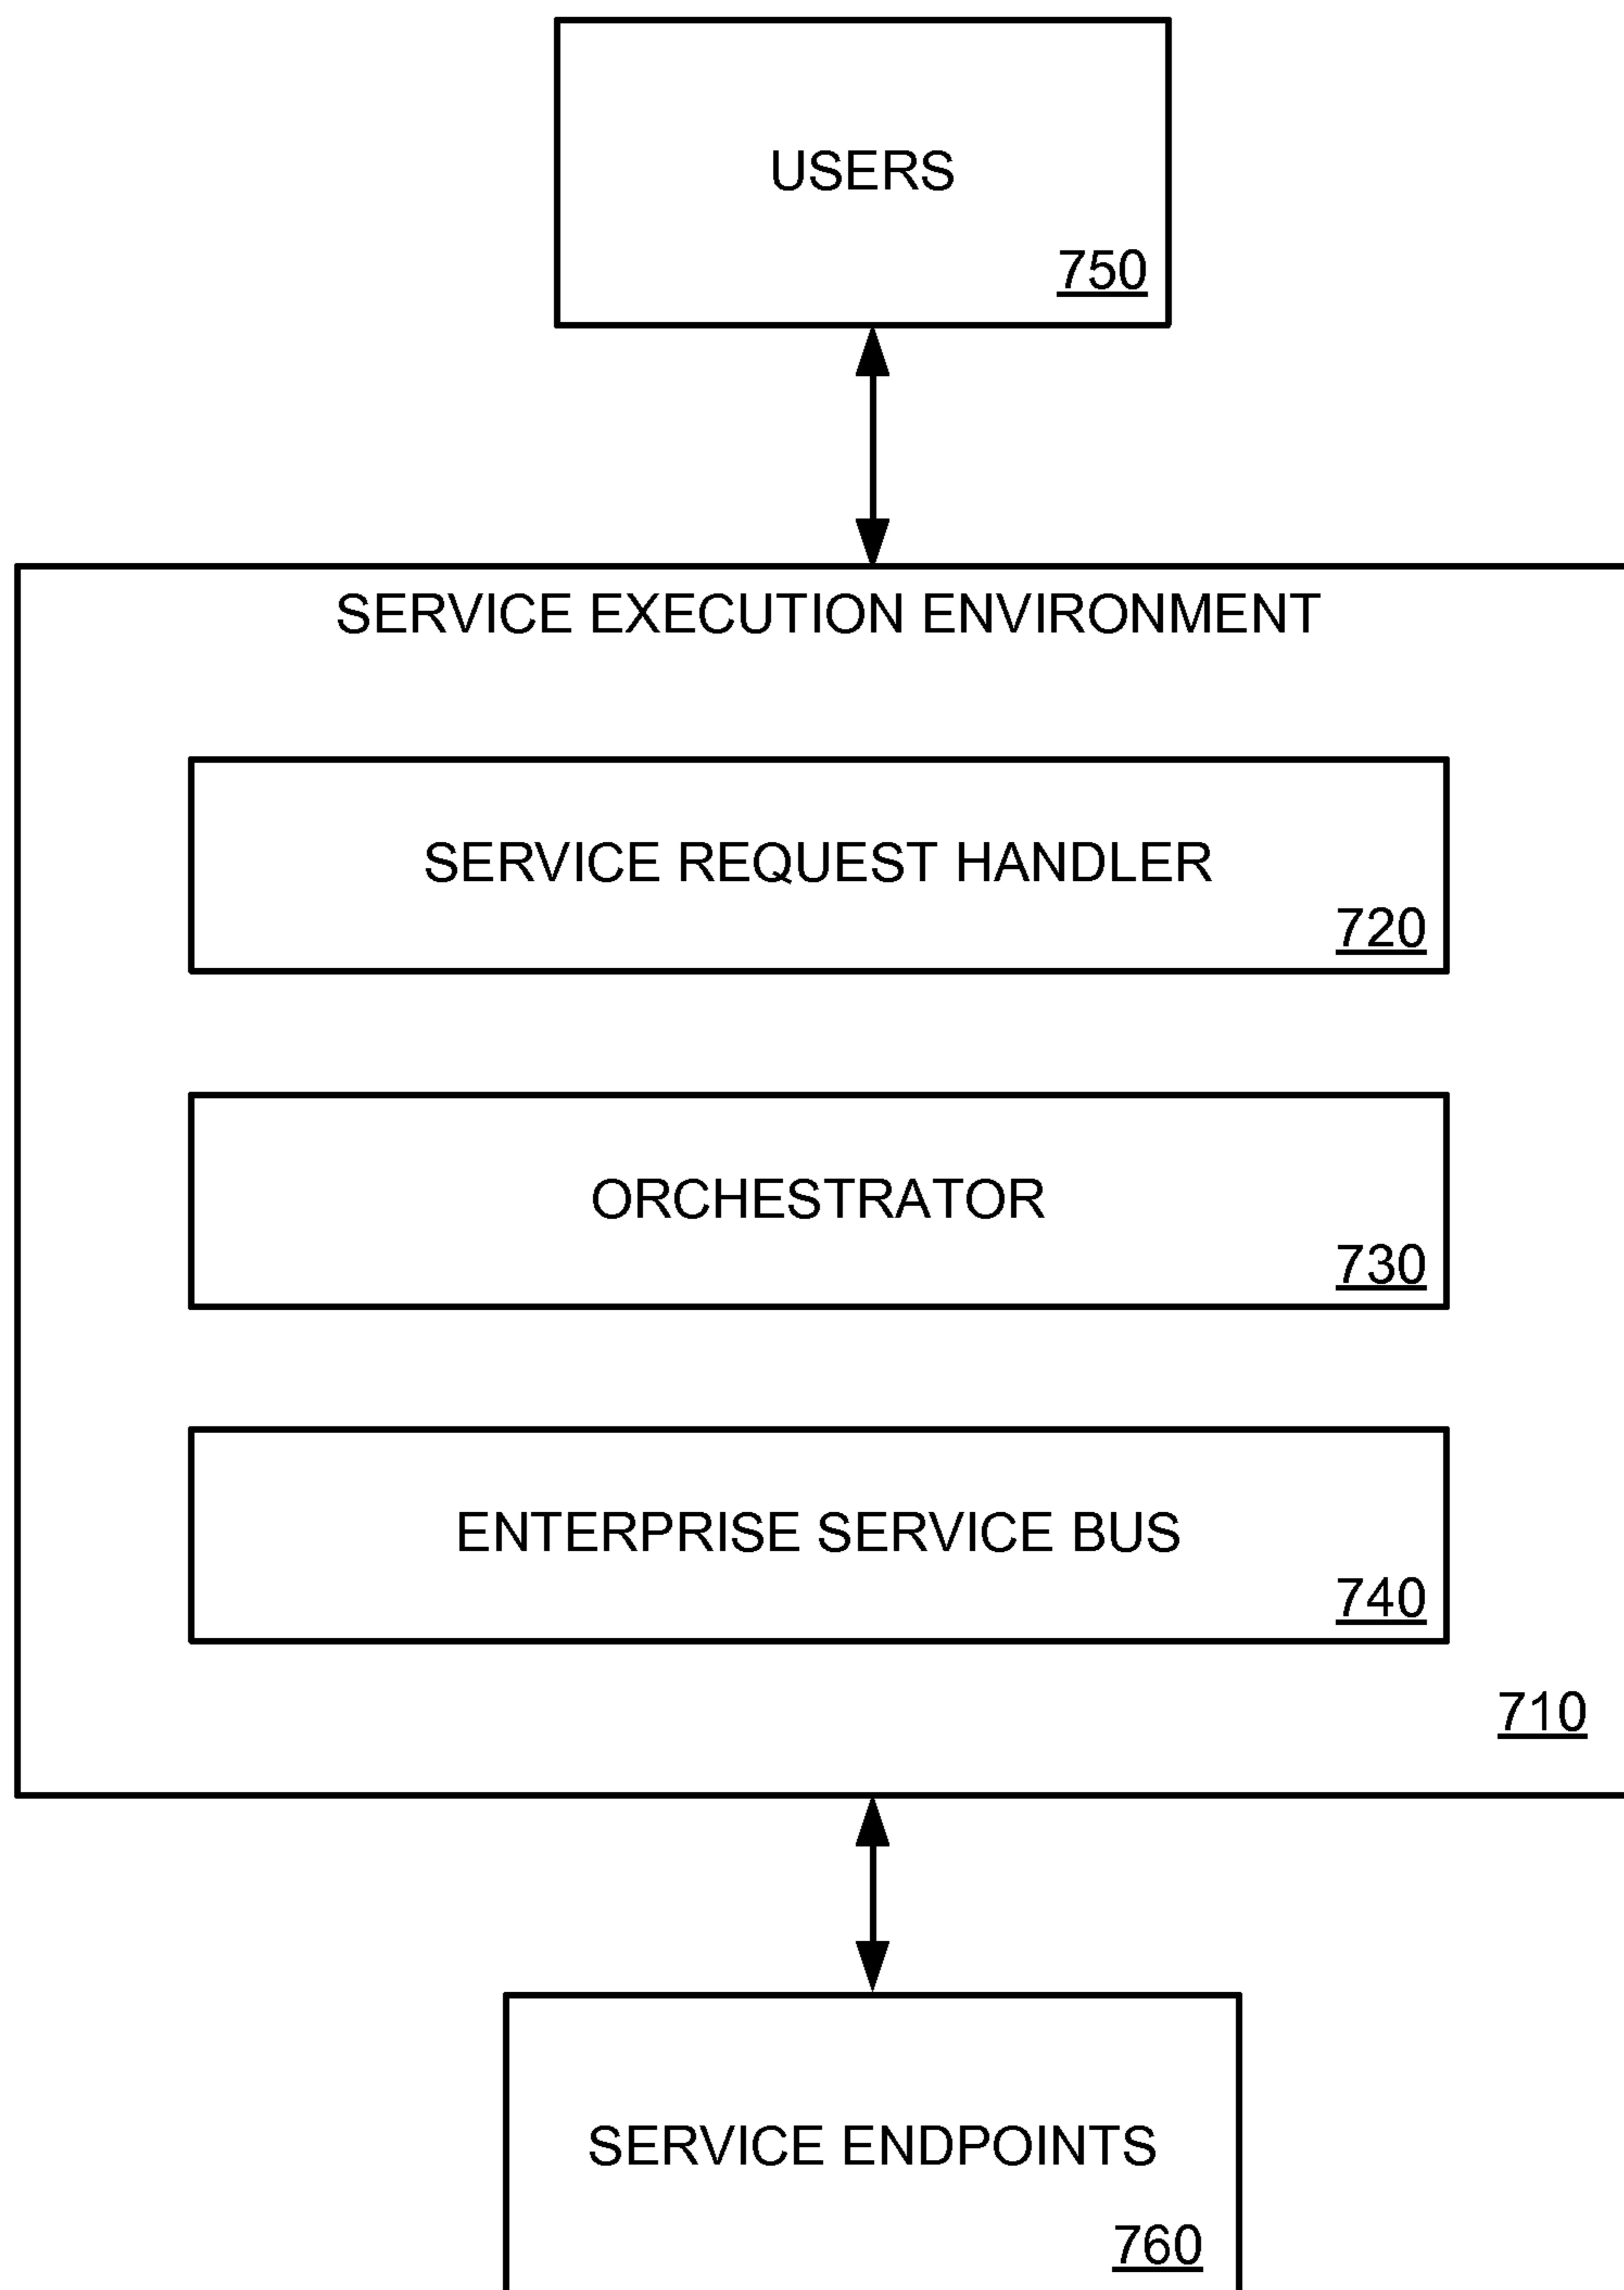 USERS
750
SERVICE EXECUTION ENVIRONMENT
SERVICE REQUEST HANDLER
720
ORCHESTRATOR
730
ENTERPRISE SERVICE BUS
740
710
SERVICE ENDPOINTS
760